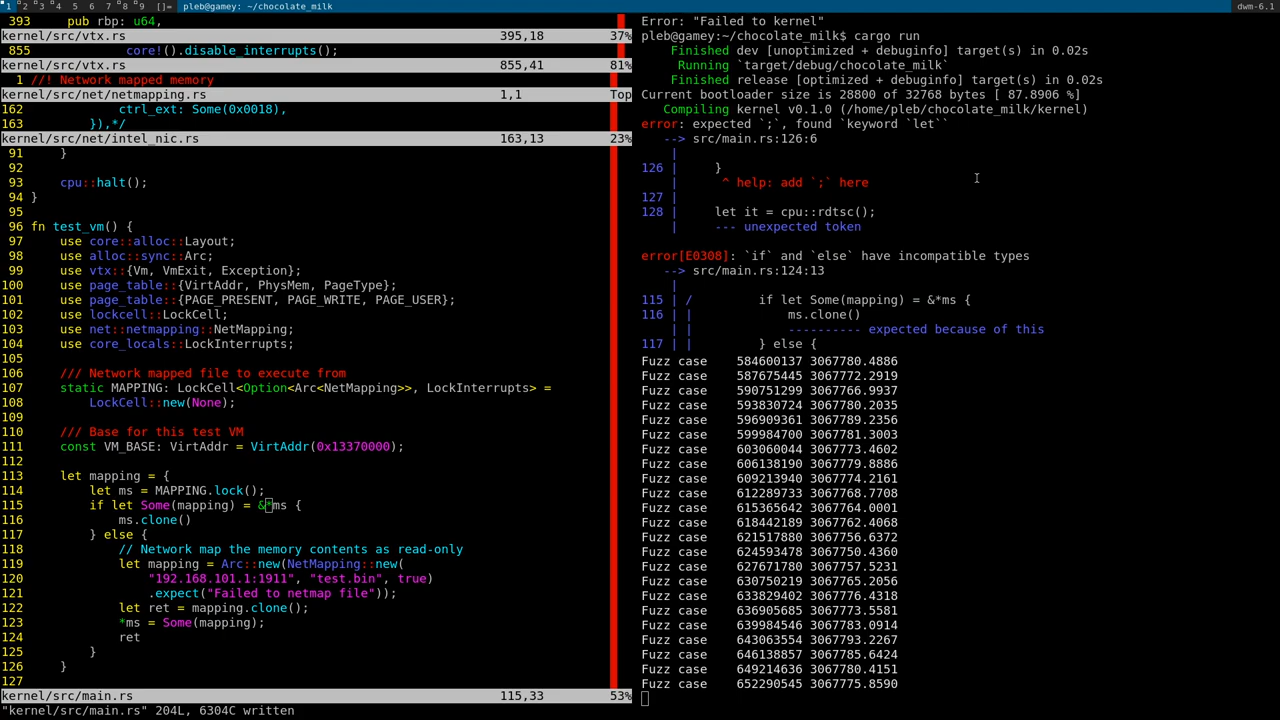 1 2 3 4 5 6 7 8 9 []= pleb@gamey: ~/chocolate_milk dwm-6.1
393 pub rbp: u64,
kernel/src/vtx.rs 395,18 37%
855 core!().disable_interrupts();
kernel/src/vtx.rs 855,41 81%
1 //! Network mapped memory
kernel/src/net/netmapping.rs 1,1 Top
162 ctrl_ext: Some(0x0018),
163 }),*/
kernel/src/net/intel_nic.rs 163,13 23%
91 }
92
93 cpu::halt();
94 }
95
96 fn test_vm() {
97 use core::alloc::Layout;
98 use alloc::sync::Arc;
99 use vtx::{Vm, VmExit, Exception};
100 use page_table::{VirtAddr, PhysMem, PageType};
101 use page_table::{PAGE_PRESENT, PAGE_WRITE, PAGE_USER};
102 use lockcell::LockCell;
103 use net::netmapping::NetMapping;
104 use core_locals::LockInterrupts;
105
106 /// Network mapped file to execute from
107 static MAPPING: LockCell<Option<Arc<NetMapping>>, LockInterrupts> =
108 LockCell::new(None);
109
110 /// Base for this test VM
111 const VM_BASE: VirtAddr = VirtAddr(0x13370000);
112
113 let mapping = {
114 let ms = MAPPING.lock();
115 if let Some(mapping) = &*ms {
116 ms.clone()
117 } else {
118 // Network map the memory contents as read-only
119 let mapping = Arc::new(NetMapping::new(
120 "192.168.101.1:1911", "test.bin", true)
121 .expect("Failed to netmap file"));
122 let ret = mapping.clone();
123 *ms = Some(mapping);
124 ret
125 }
126 }
127
kernel/src/main.rs 115,33 53%
"kernel/src/main.rs" 204L, 6304C written
Error: "Failed to kernel"
pleb@gamey:~/chocolate_milk$ cargo run
Finished dev [unoptimized + debuginfo] target(s) in 0.02s
Running `target/debug/chocolate_milk`
Finished release [optimized + debuginfo] target(s) in 0.02s
Current bootloader size is 28800 of 32768 bytes [ 87.8906 %]
Compiling kernel v0.1.0 (/home/pleb/chocolate_milk/kernel)
error: expected `;`, found `keyword `let``
--> src/main.rs:126:6
|
126 | }
| ^ help: add `;` here
127 |
128 | let it = cpu::rdtsc();
| --- unexpected token
error[E0308]: `if` and `else` have incompatible types
--> src/main.rs:124:13
|
115 | / if let Some(mapping) = &*ms {
116 | | ms.clone()
| | ---------- expected because of this
117 | | } else {
Fuzz case 584600137 3067780.4886
Fuzz case 587675445 3067772.2919
Fuzz case 590751299 3067766.9937
Fuzz case 593830724 3067780.2035
Fuzz case 596909361 3067789.2356
Fuzz case 599984700 3067781.3003
Fuzz case 603060044 3067773.4602
Fuzz case 606138190 3067779.8886
Fuzz case 609213940 3067774.2161
Fuzz case 612289733 3067768.7708
Fuzz case 615365642 3067764.0001
Fuzz case 618442189 3067762.4068
Fuzz case 621517880 3067756.6372
Fuzz case 624593478 3067750.4360
Fuzz case 627671780 3067757.5231
Fuzz case 630750219 3067765.2056
Fuzz case 633829402 3067776.4318
Fuzz case 636905685 3067773.5581
Fuzz case 639984546 3067783.0914
Fuzz case 643063554 3067793.2267
Fuzz case 646138857 3067785.6424
Fuzz case 649214636 3067780.4151
Fuzz case 652290545 3067775.8590